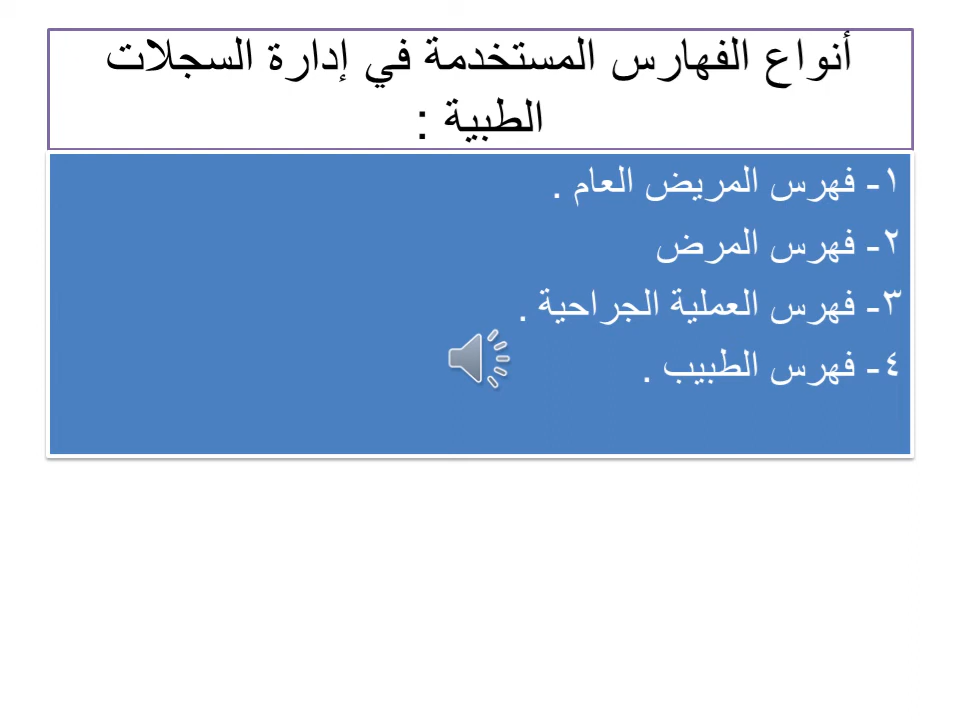 أنواع الفهارس المستخدمة في إدارة السجلات
الطبية :
١- فهرس المريض العام .
٢- فهرس المرض
٣- فهرس العملية الجراحية .
٤- فهرس الطبيب .